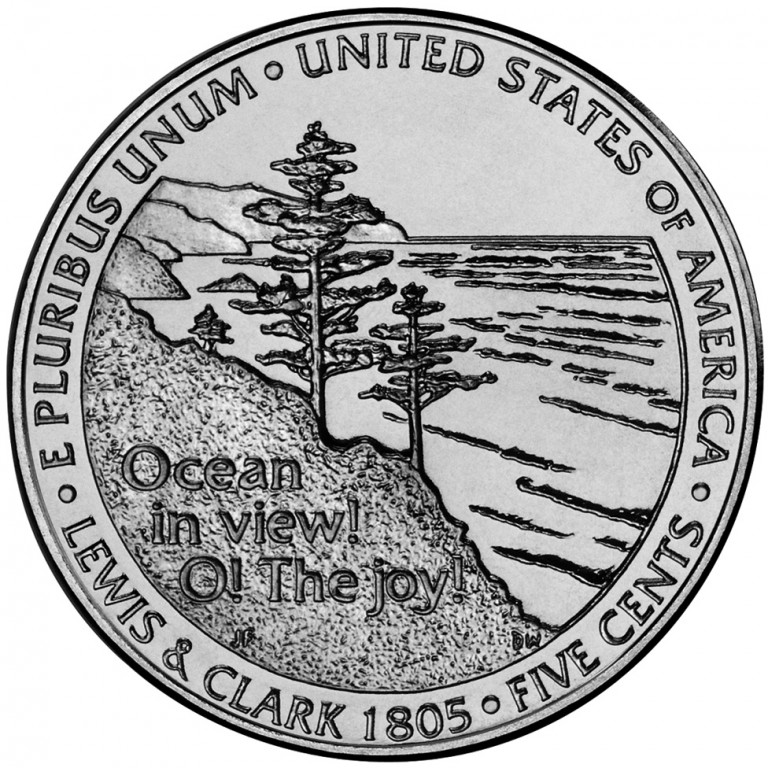 E PLURIBUS UNUM • UNITED STATES OF AMERICA •
LEWIS & CLARK 1805 • FIVE CENTS
Ocean
in view!
O! The joy!
JF
DW